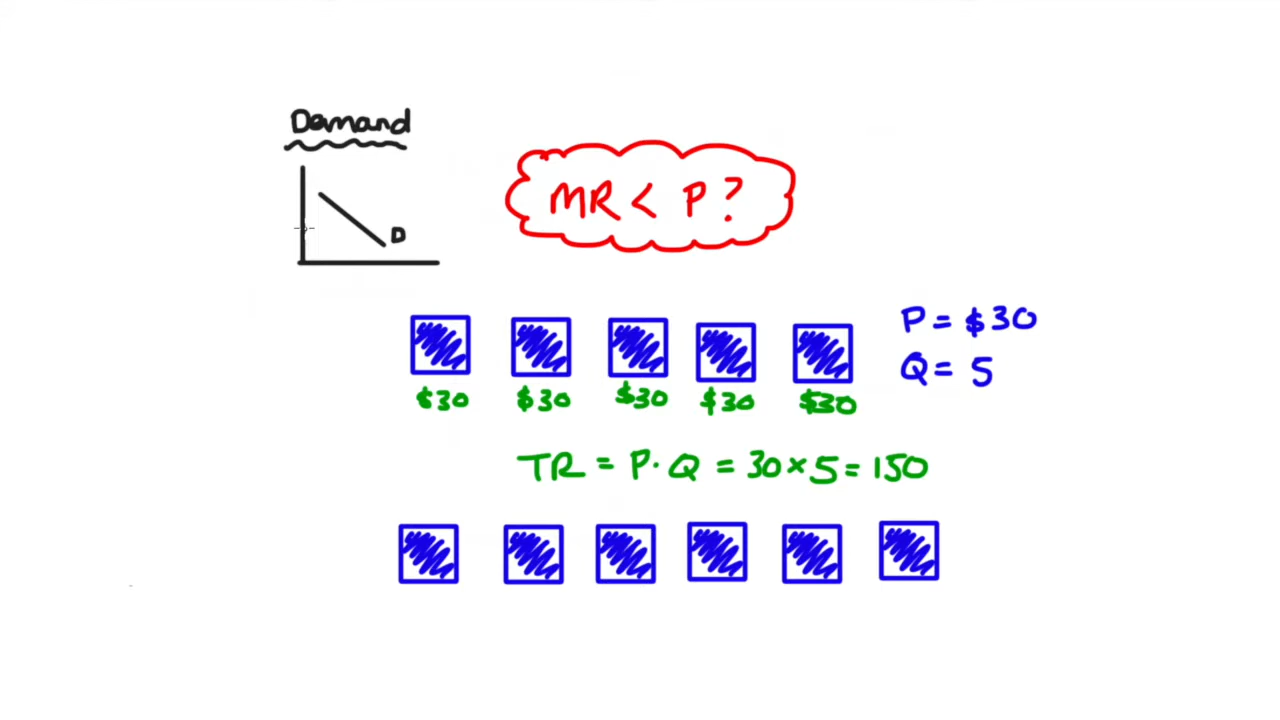 Demand
MR < P?
D
P = $30
Q = 5
$30 $30 $30 $30 $30
TR = P · Q = 30 × 5 = 150